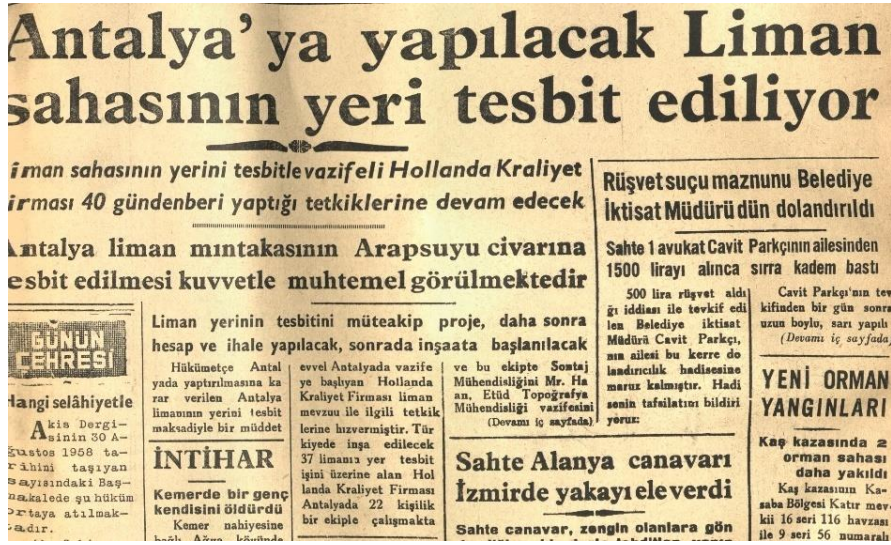 Antalya'ya yapılacak Liman
sahasının yeri tesbit ediliyor
iman sahasının yerini tesbitle vazifeli Hollanda Kraliyet
irması 40 gündenberi yaptığı tetkiklerine devam edecek
Antalya liman mıntakasının Arapsuyu civarına
esbit edilmesi kuvvetle muhtemel görülmektedir
Liman yerinin tesbitini müteakip proje, daha sonra
hesap ve ihale yapılacak, sonrada inşaata başlanılacak
Hükümetçe Antal
yada yaptırılmasına ka
rar verilen Antalya
limanının yerini tesbit
maksadiyle bir müddet
evvel Antalyada vazife
ye başlıyan Hollanda
Kraliyet Firması liman
mevzuu ile ilgili tetkik
lerine hızvermiştir. Tür
kiyede inşa edilecek
37 limanın yer tesbit
işini üzerine alan Hol
landa Kraliyet Firması
Antalyada 22 kişilik
bir ekiple çalışmakta
ve bu ekipte Sontaj
Mühendisliğini Mr. Ha
an, Etüd Topoğrafya
Mühendisliği vazifesini
(Devamı iç sayfada)
Rüşvet suçu maznunu Belediye
İktisat Müdürü dün dolandırıldı
Sahte 1 avukat Cavit Parkçının ailesinden
1500 lirayı alınca sırra kadem bastı
500 lira rüşvet aldı
ğı iddiası ile tevkif edi
len Belediye iktisat
Müdürü Cavit Parkçı,
nın ailesi bu kerre do
landırıcılık hadisesine
maruz kalmıştır. Hadi
senin tafsilatını bildiri
yoruz:
Cavit Parkçı'nın tev
kifinden bir gün sonra
uzun boylu, sarı yapılı
(Devamı iç sayfada)
GÜNÜN
ÇEHRESİ
Hangi selâhiyetle
Akis Dergi-
sinin 30 A-
ğustos 1958 ta-
rihini taşıyan
sayısındaki Baş-
makalede şu hüküm
ortaya atılmak-
tadır.
İNTİHAR
Kemerde bir genç
kendisini öldürdü
Kemer nahiyesine
bağlı Ağva köyünde
Sahte Alanya canavarı
İzmirde yakayı ele verdi
Sahte canavar, zengin olanlara gön
YENİ ORMAN
YANGINLARI
Kaş kazasında 2
orman sahası
daha yakıldı
Kaş kazasının Ka-
saba Bölgesi Katır mev
kii 16 seri 116 havzası
ile 9 seri 56 numaralı